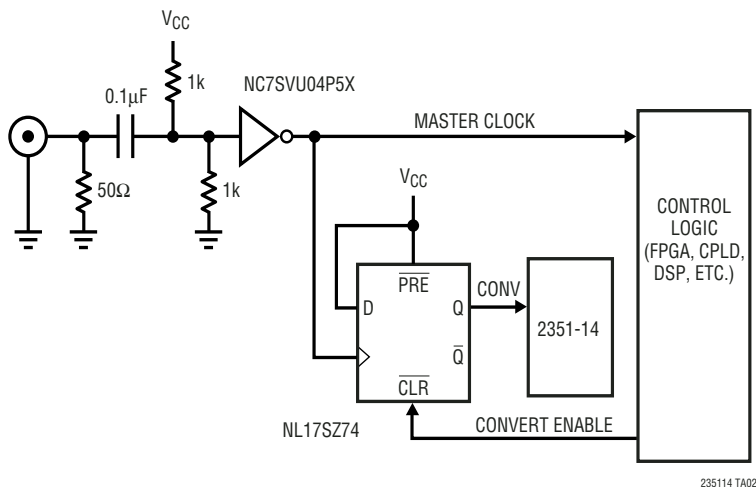 VCC
1k
NC7SVU04P5X
0.1µF
MASTER CLOCK
50Ω
1k
VCC
CONTROL
LOGIC
(FPGA, CPLD,
DSP, ETC.)
PRE
D
Q
CONV
2351-14
Q
CLR
NL17SZ74
CONVERT ENABLE
235114 TA02